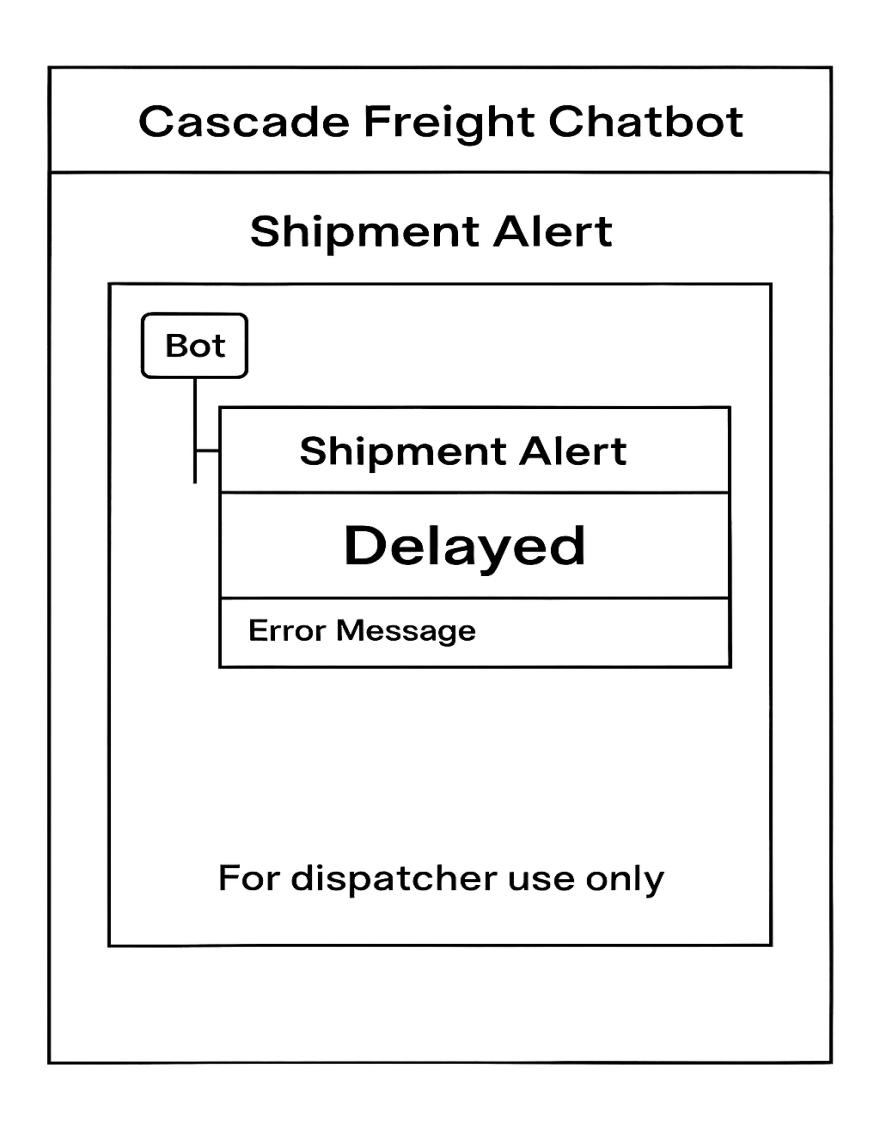 Cascade Freight Chatbot
Shipment Alert
Bot
Shipment Alert
Delayed
Error Message
For dispatcher use only